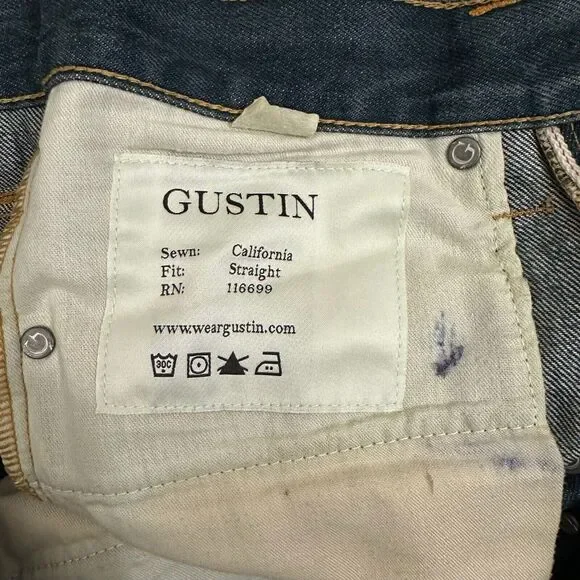 GUSTIN
Sewn: California
Fit: Straight
RN: 116699
www.weargustin.com
30C